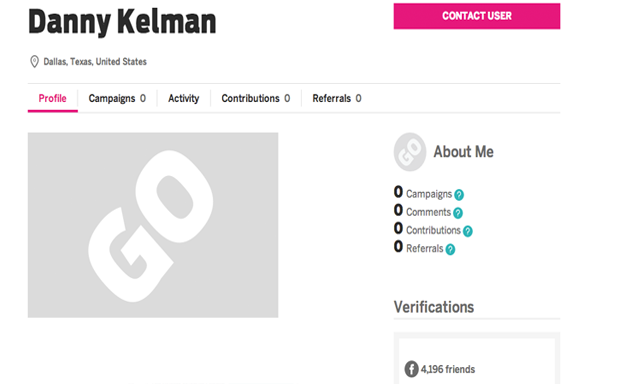 Danny Kelman
CONTACT USER
Dallas, Texas, United States
Profile Campaigns 0 Activity Contributions 0 Referrals 0
GO
GO About Me
0 Campaigns ?
0 Comments ?
0 Contributions ?
0 Referrals ?
Verifications
f 4,196 friends